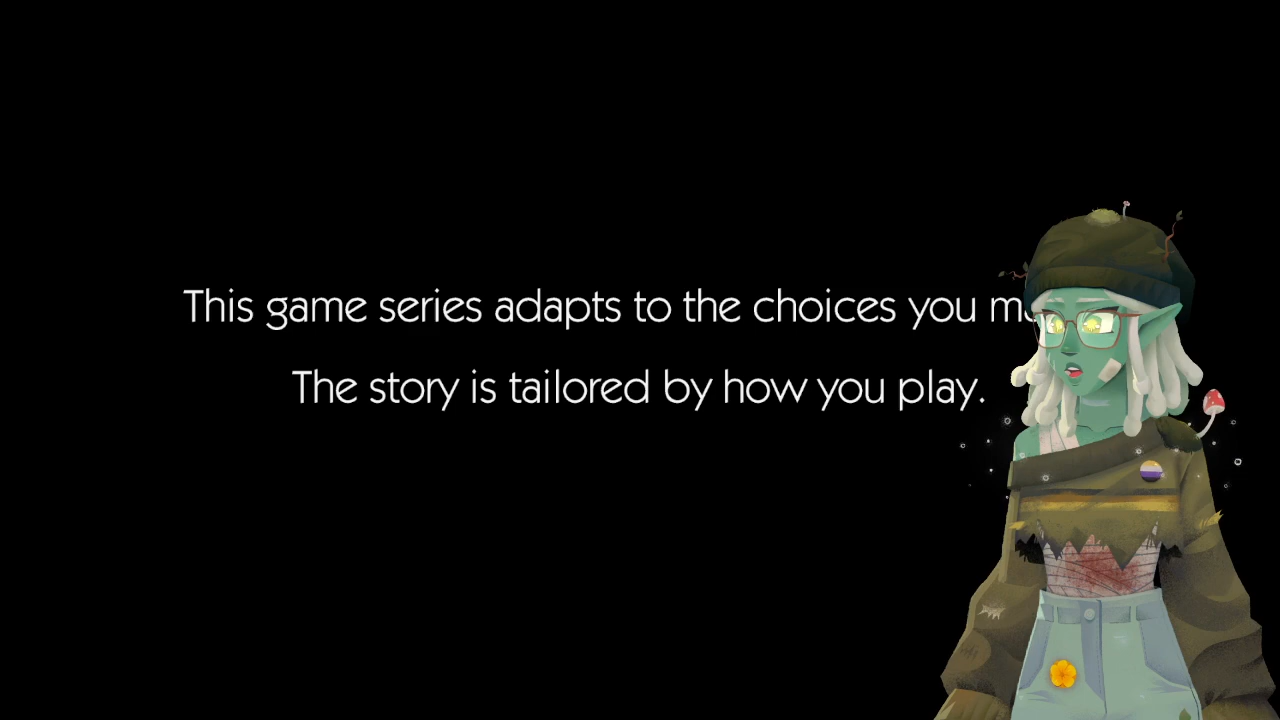 This game series adapts to the choices you
The story is tailored by how you play.